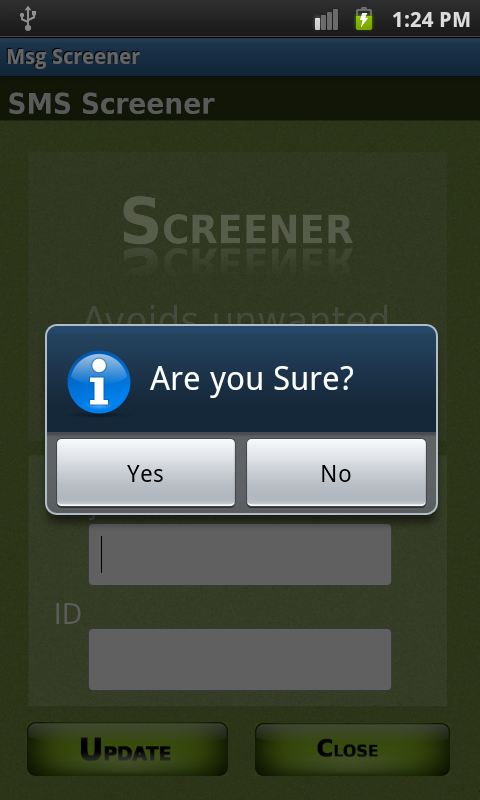 1:24 PM
Msg Screener
SMS Screener
SCREENER
Avoids unwanted
Are you Sure?
Yes
No
ID
UPDATE
CLOSE